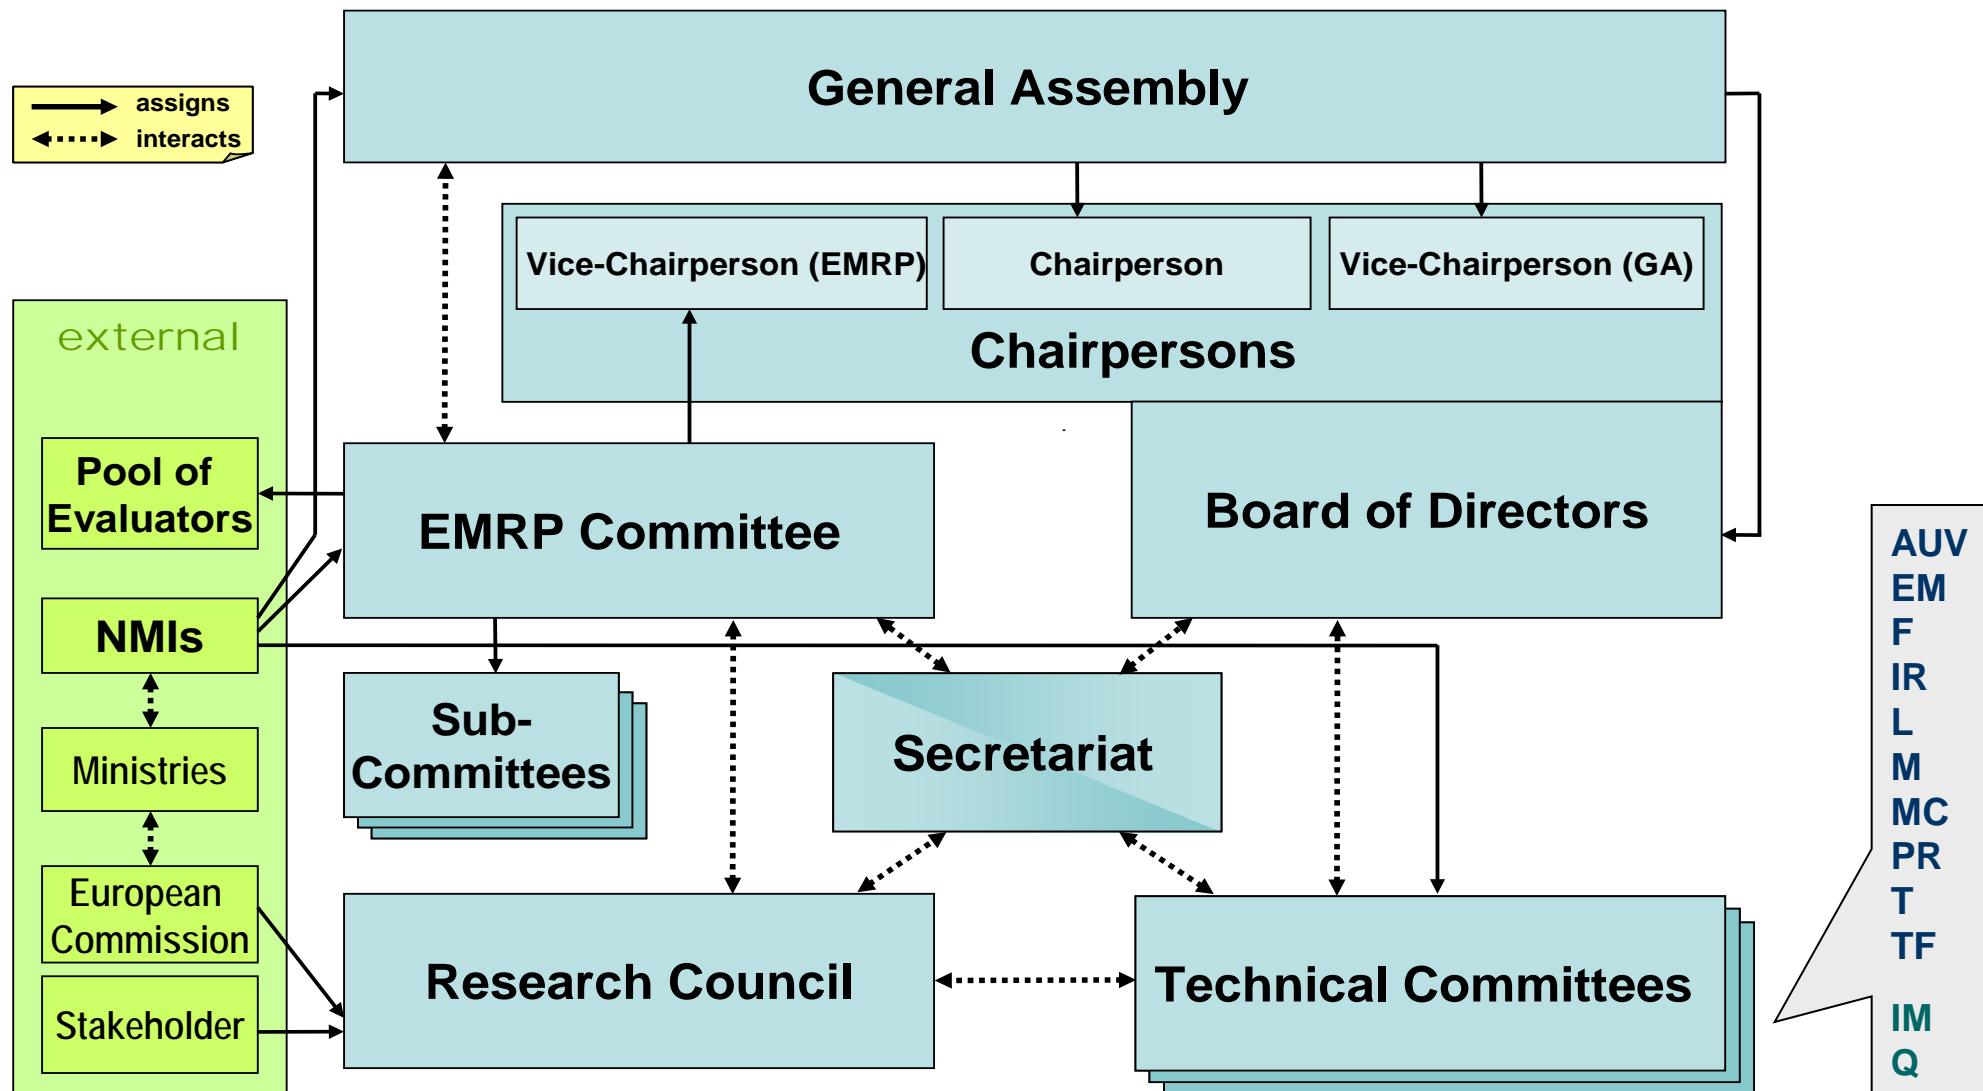 General Assembly
assigns
interacts
Vice-Chairperson (EMRP)
Chairperson
Vice-Chairperson (GA)
Chairpersons
external
Pool of
Evaluators
NMIs
Ministries
European
Commission
Stakeholder
EMRP Committee
Board of Directors
Sub-
Committees
Secretariat
Research Council
Technical Committees
AUV
EM
F
IR
L
M
MC
PR
T
TF
IM
Q